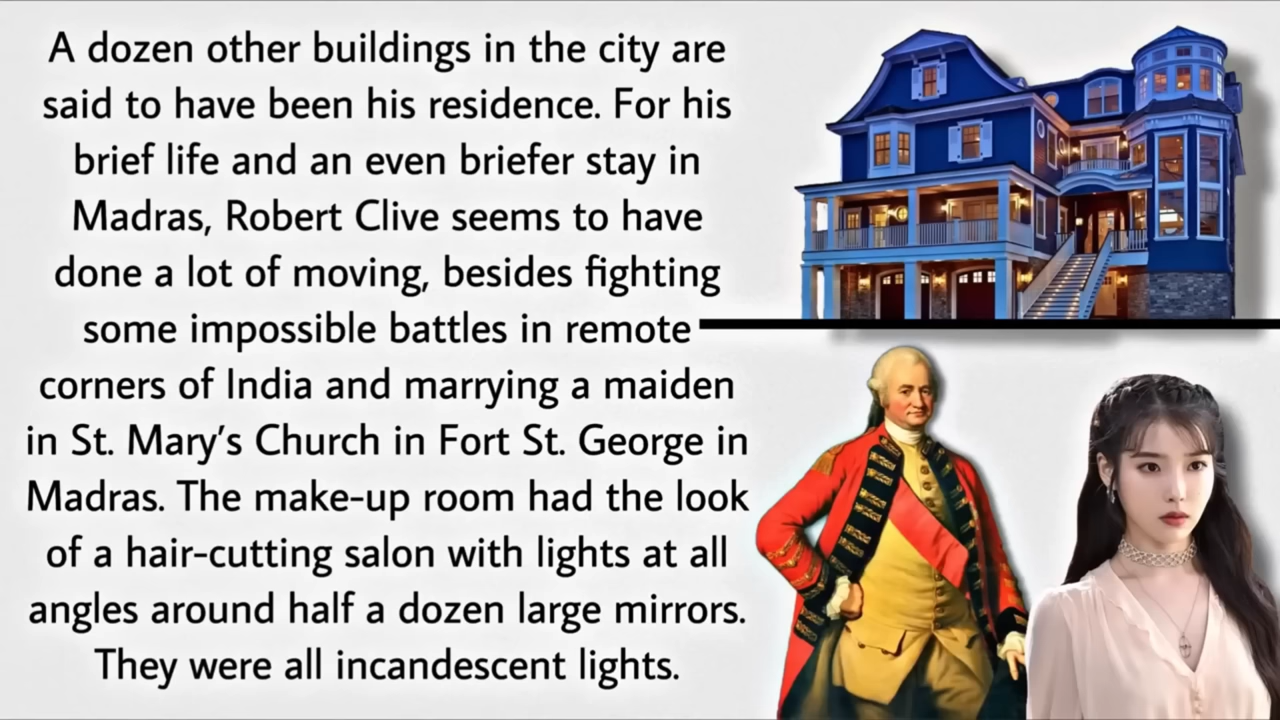 A dozen other buildings in the city are
said to have been his residence. For his
brief life and an even briefer stay in
Madras, Robert Clive seems to have
done a lot of moving, besides fighting
some impossible battles in remote
corners of India and marrying a maiden
in St. Mary's Church in Fort St. George in
Madras. The make-up room had the look
of a hair-cutting salon with lights at all
angles around half a dozen large mirrors.
They were all incandescent lights.